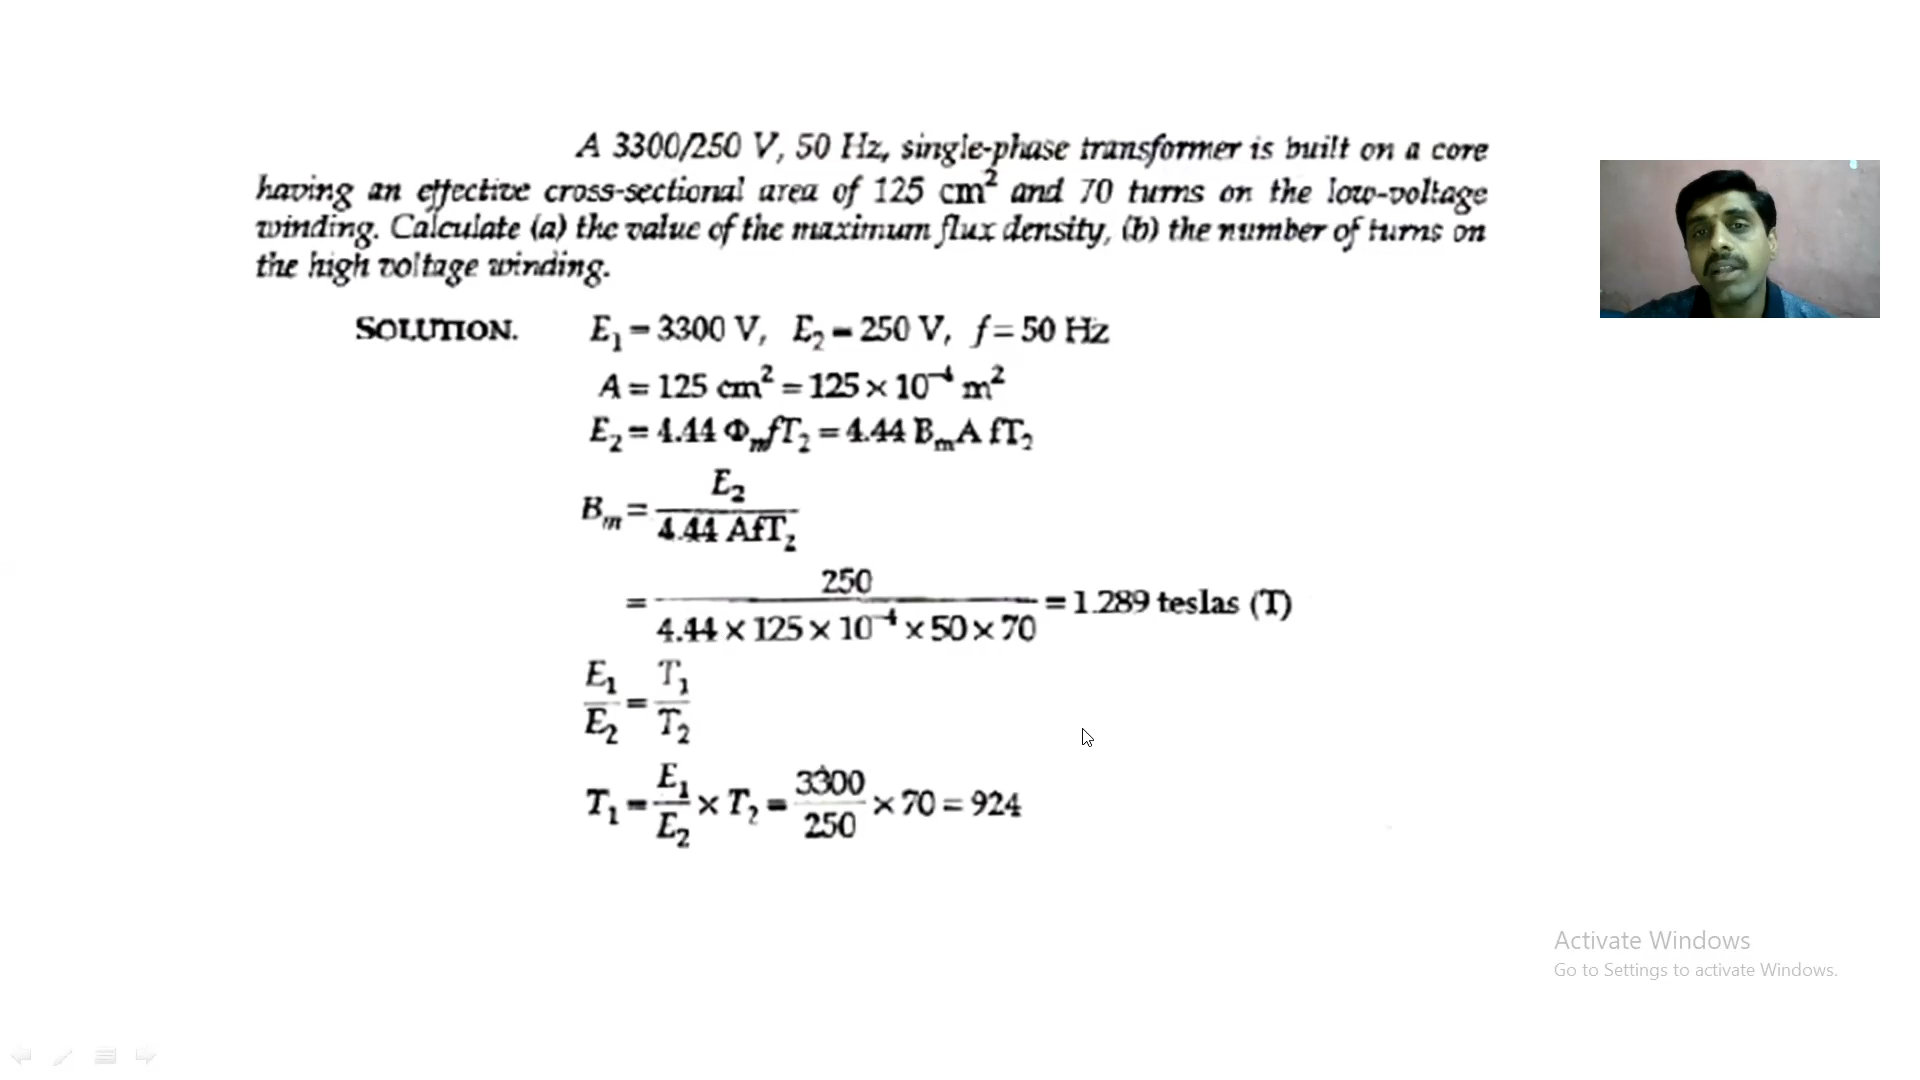 A 3300/250 V, 50 Hz, single-phase transformer is built on a core
having an effective cross-sectional area of 125 cm² and 70 turns on the low-voltage
winding. Calculate (a) the value of the maximum flux density, (b) the number of turns on
the high voltage winding.
SOLUTION. E₁ = 3300 V, E₂ = 250 V, f = 50 Hz
A = 125 cm² = 125 × 10⁻⁴ m²
E₂ = 4.44 Φₘ f T₂ = 4.44 Bₘ A f T₂
Bₘ = E₂ / 4.44 AfT₂
= 250 / 4.44 × 125 × 10⁻⁴ × 50 × 70 = 1.289 teslas (T)
E₁ / E₂ = T₁ / T₂
T₁ = E₁ / E₂ × T₂ = 3300 / 250 × 70 = 924
Activate Windows
Go to Settings to activate Windows.